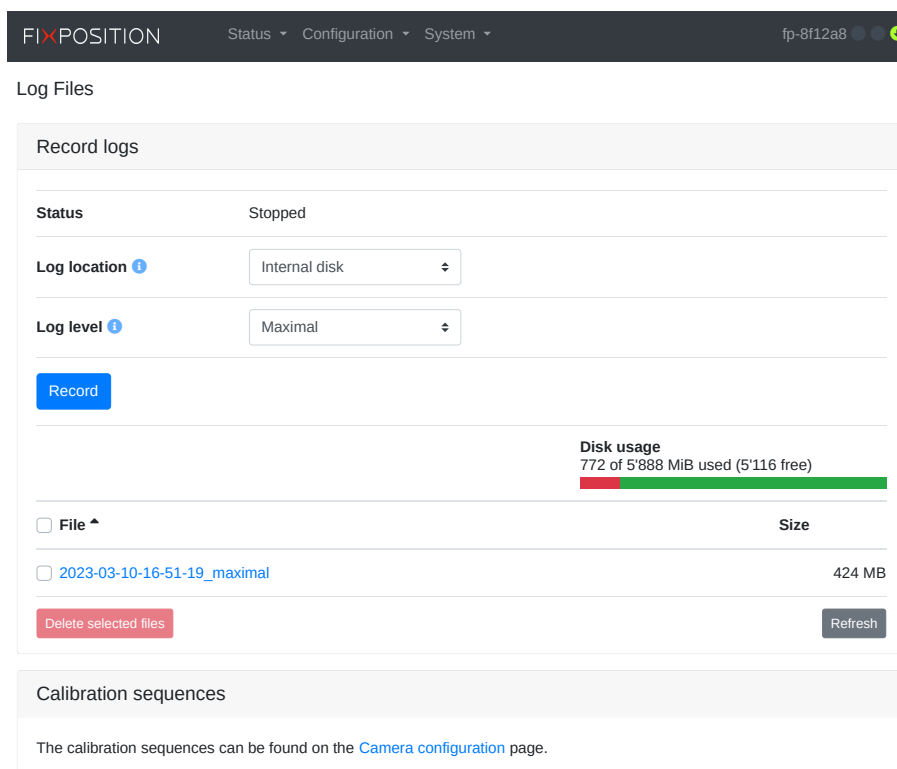 FIXPOSITION Status Configuration System fp-8f12a8
Log Files
Record logs
Status Stopped
Log location Internal disk
Log level Maximal
Record
Disk usage
772 of 5'888 MiB used (5'116 free)
File Size
2023-03-10-16-51-19_maximal 424 MB
Delete selected files Refresh
Calibration sequences
The calibration sequences can be found on the Camera configuration page.